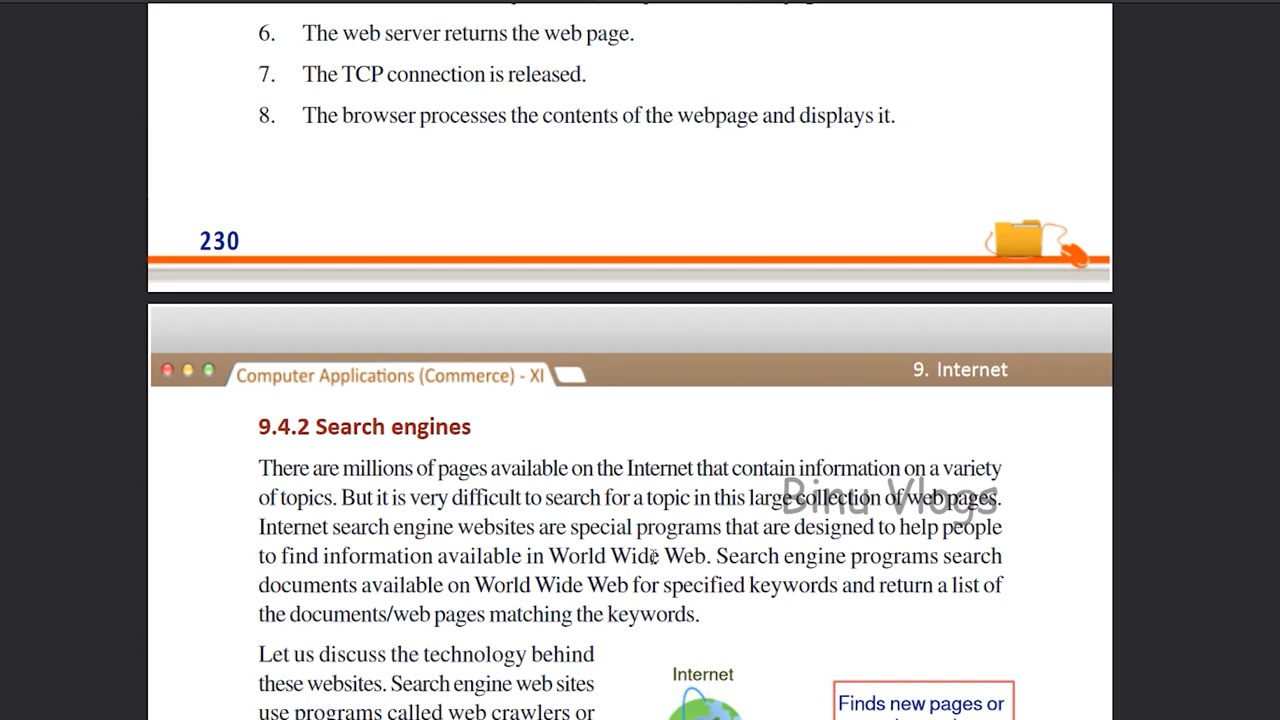 6. The web server returns the web page.
7. The TCP connection is released.
8. The browser processes the contents of the webpage and displays it.
230
Computer Applications (Commerce) - XI
9. Internet
9.4.2 Search engines
There are millions of pages available on the Internet that contain information on a variety
of topics. But it is very difficult to search for a topic in this large collection of web pages.
Binu Vlogs
Internet search engine websites are special programs that are designed to help people
to find information available in World Wide Web. Search engine programs search
documents available on World Wide Web for specified keywords and return a list of
the documents/web pages matching the keywords.
Let us discuss the technology behind
these websites. Search engine web sites
use programs called web crawlers or
Internet
Finds new pages or